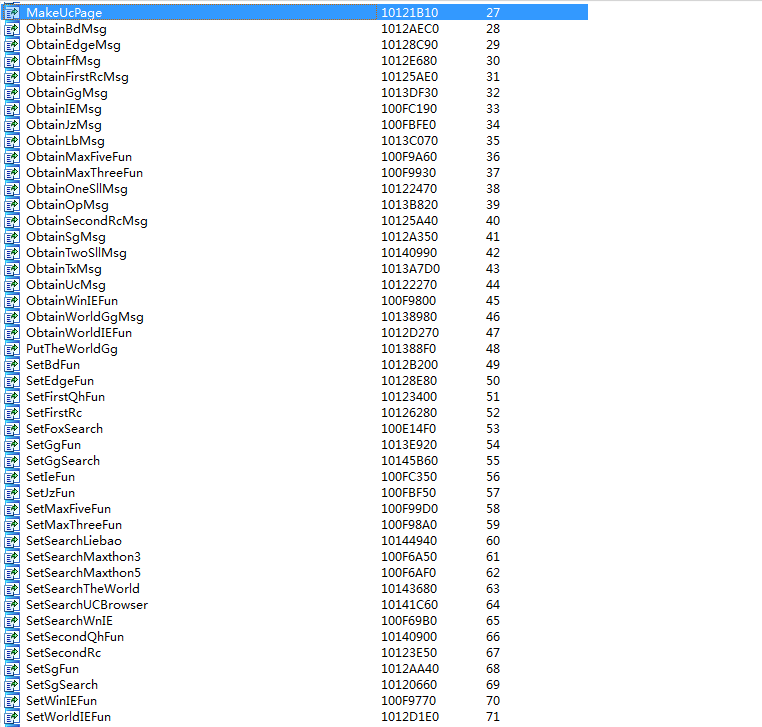 MakeUcPage 10121B10 27
ObtainBdMsg 1012AEC0 28
ObtainEdgeMsg 10128C90 29
ObtainFfMsg 1012E680 30
ObtainFirstRcMsg 10125AE0 31
ObtainGgMsg 1013DF30 32
ObtainIEMsg 100FC190 33
ObtainJzMsg 100FBFE0 34
ObtainLbMsg 1013C070 35
ObtainMaxFiveFun 100F9A60 36
ObtainMaxThreeFun 100F9930 37
ObtainOneSllMsg 10122470 38
ObtainOpMsg 1013B820 39
ObtainSecondRcMsg 10125A40 40
ObtainSgMsg 1012A350 41
ObtainTwoSllMsg 10140990 42
ObtainTxMsg 1013A7D0 43
ObtainUcMsg 10122270 44
ObtainWinIEFun 100F9800 45
ObtainWorldGgMsg 10138980 46
ObtainWorldIEFun 1012D270 47
PutTheWorldGg 101388F0 48
SetBdFun 1012B200 49
SetEdgeFun 10128E80 50
SetFirstQhFun 10123400 51
SetFirstRc 10126280 52
SetFoxSearch 100E14F0 53
SetGgFun 1013E920 54
SetGgSearch 10145B60 55
SetIeFun 100FC350 56
SetJzFun 100FBF50 57
SetMaxFiveFun 100F99D0 58
SetMaxThreeFun 100F98A0 59
SetSearchLiebao 10144940 60
SetSearchMaxthon3 100F6A50 61
SetSearchMaxthon5 100F6AF0 62
SetSearchTheWorld 10143680 63
SetSearchUCBrowser 10141C60 64
SetSearchWnIE 100F69B0 65
SetSecondQhFun 10140900 66
SetSecondRc 10123E50 67
SetSgFun 1012AA40 68
SetSgSearch 10120660 69
SetWinIEFun 100F9770 70
SetWorldIEFun 1012D1E0 71